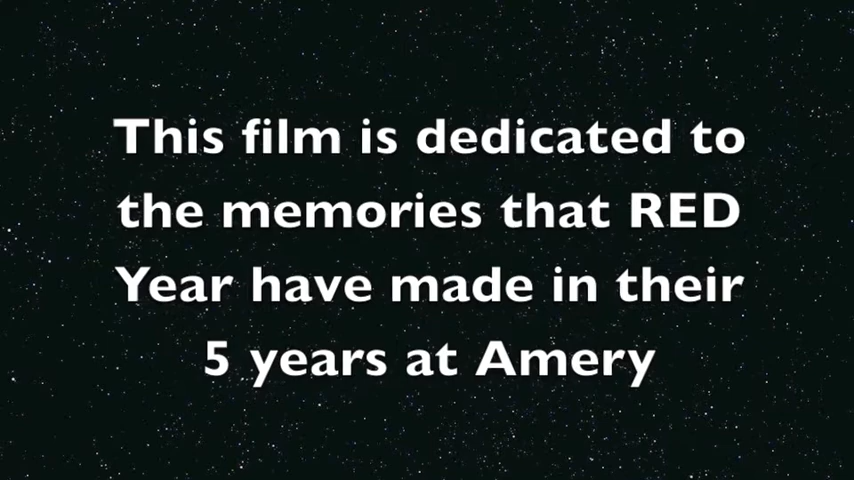 This film is dedicated to
the memories that RED
Year have made in their
5 years at Amery